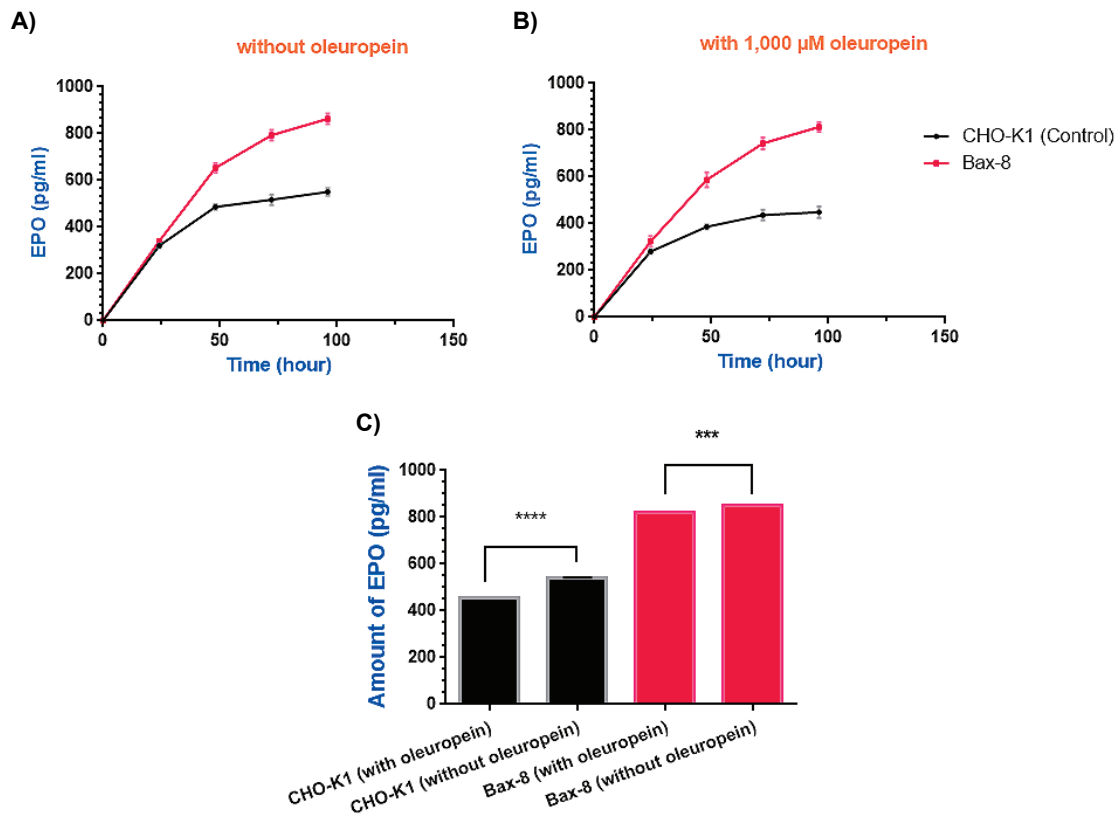 A)
without oleuropein
1000
800
600
400
200
0
EPO (pg/ml)
0 50 100 150
Time (hour)
B)
with 1,000 µM oleuropein
1000
800
600
400
200
0
EPO (pg/ml)
0 50 100 150
Time (hour)
CHO-K1 (Control)
Bax-8
C)
1000
800
600
400
200
0
Amount of EPO (pg/ml)
****
***
CHO-K1 (with oleuropein)
CHO-K1 (without oleuropein)
Bax-8 (with oleuropein)
Bax-8 (without oleuropein)